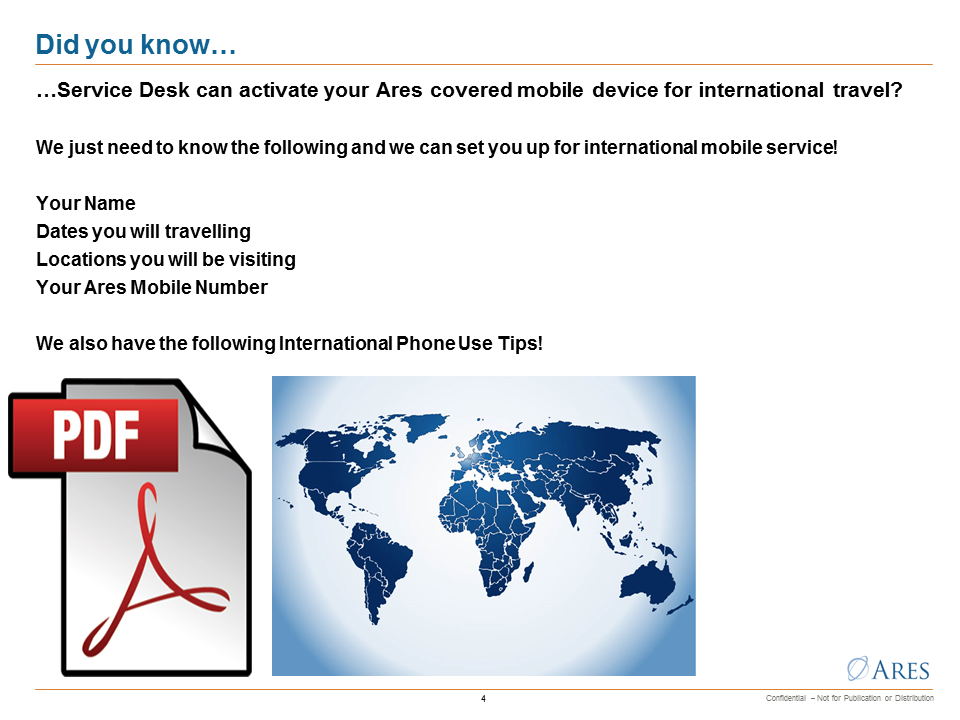 Did you know…
…Service Desk can activate your Ares covered mobile device for international travel?
We just need to know the following and we can set you up for international mobile service!
Your Name
Dates you will travelling
Locations you will be visiting
Your Ares Mobile Number
We also have the following International Phone Use Tips!
PDF
ARES
4
Confidential – Not for Publication or Distribution